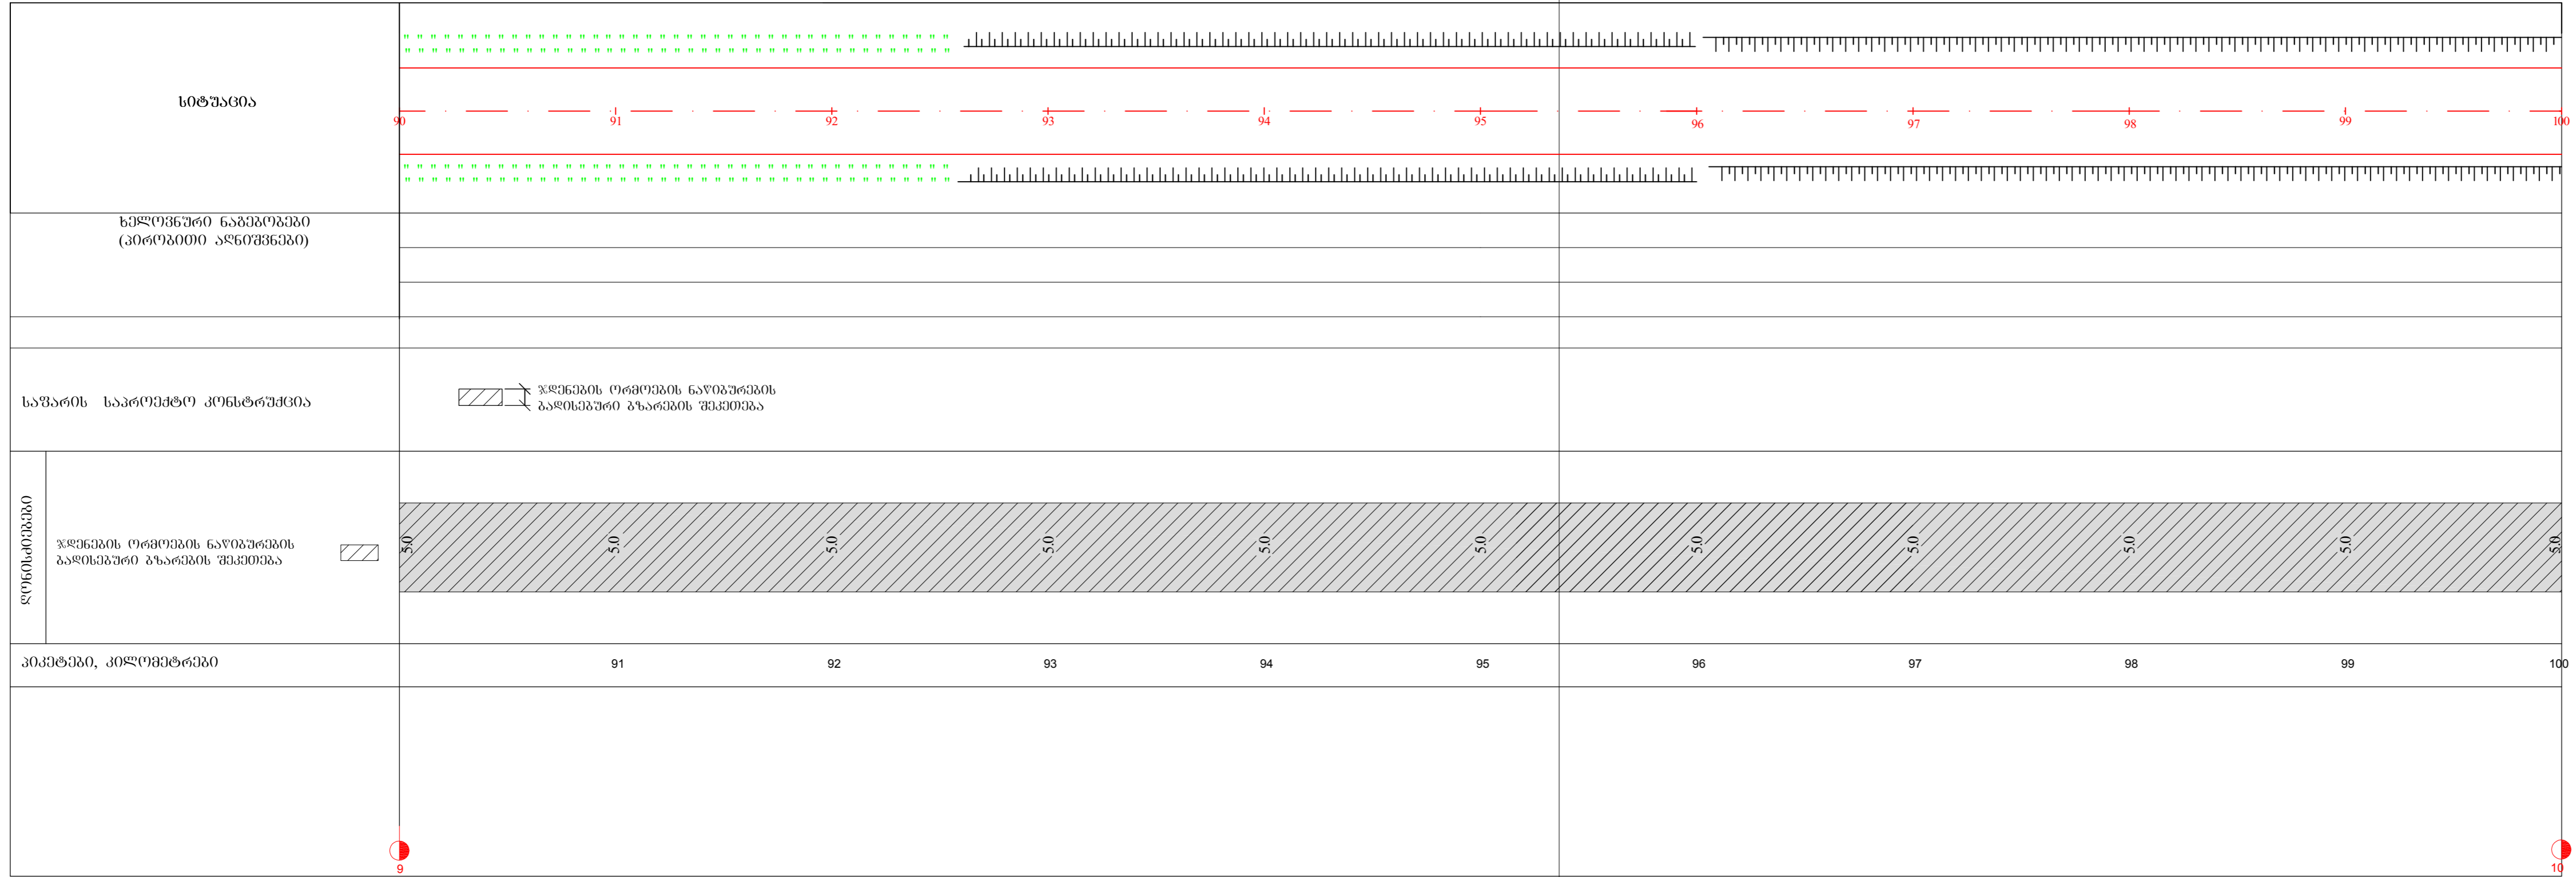 სიტუაცია
90 91 92 93 94 95 96 97 98 99 100
ხელოვნური ნაგებობები
(პირობითი აღნიშვნები)
საფარის საპროექტო კონსტრუქცია
ჯდენების ორმოების ნაწიბურების
ბადისებური ბზარების შეკეთება
ღონისძიებები
ჯდენების ორმოების ნაწიბურების
ბადისებური ბზარების შეკეთება
5.0 5.0 5.0 5.0 5.0 5.0 5.0 5.0 5.0 5.0 5.0
პიკეტები, კილომეტრები
91 92 93 94 95 96 97 98 99 100
9 10